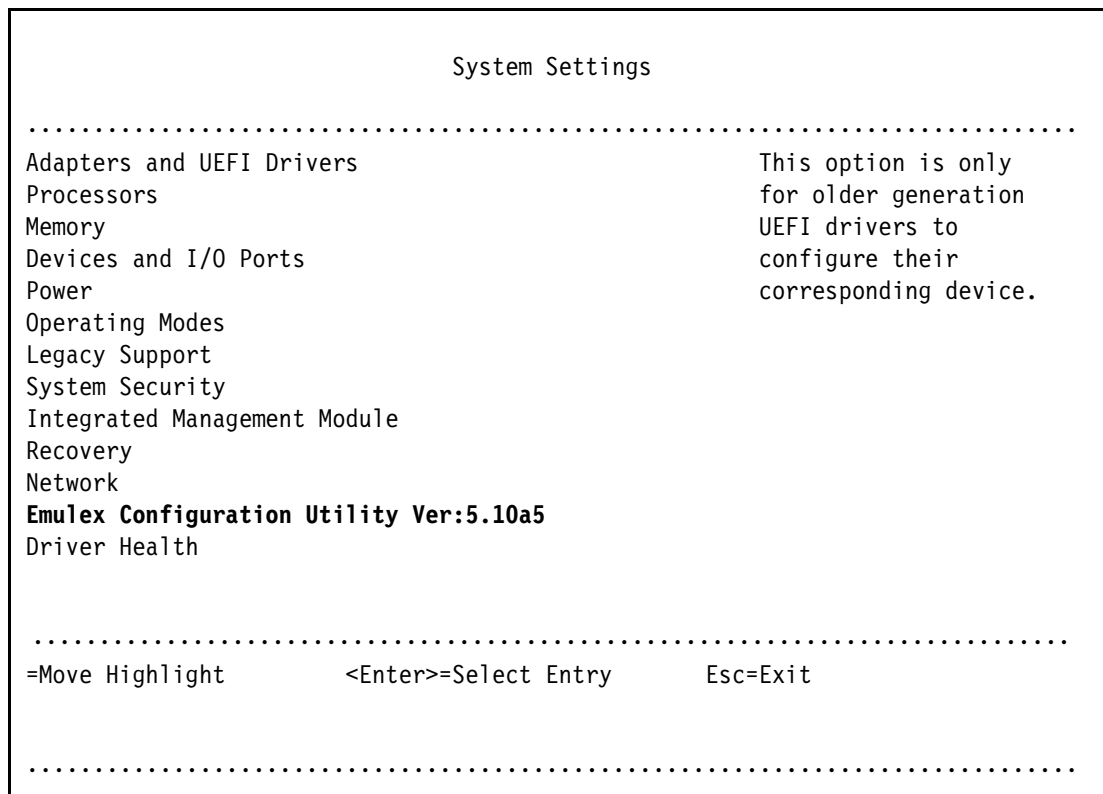 System Settings
................................................................................
Adapters and UEFI Drivers This option is only
Processors for older generation
Memory UEFI drivers to
Devices and I/O Ports configure their
Power corresponding device.
Operating Modes
Legacy Support
System Security
Integrated Management Module
Recovery
Network
Emulex Configuration Utility Ver:5.10a5
Driver Health
................................................................................
=Move Highlight <Enter>=Select Entry Esc=Exit
................................................................................